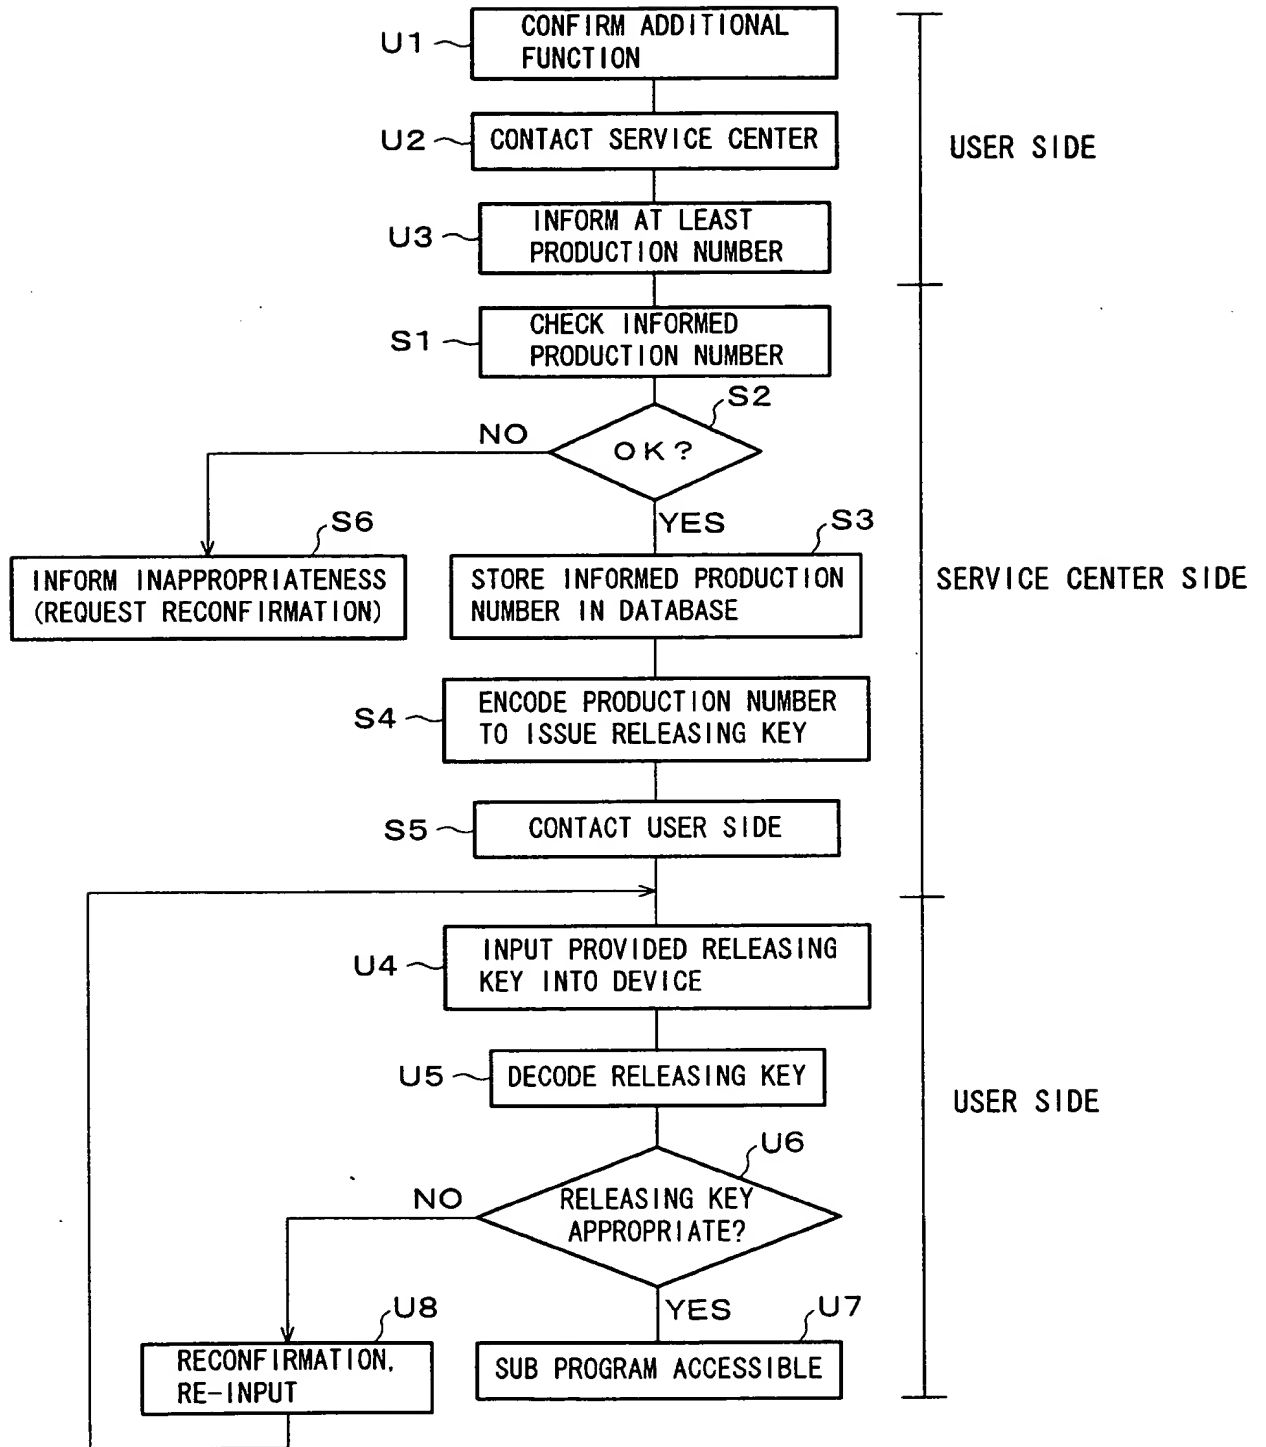 U1
CONFIRM ADDITIONAL
FUNCTION
U2
CONTACT SERVICE CENTER
USER SIDE
U3
INFORM AT LEAST
PRODUCTION NUMBER
S1
CHECK INFORMED
PRODUCTION NUMBER
S2
NO
OK?
YES
S6
S3
INFORM INAPPROPRIATENESS
(REQUEST RECONFIRMATION)
STORE INFORMED PRODUCTION
NUMBER IN DATABASE
SERVICE CENTER SIDE
S4
ENCODE PRODUCTION NUMBER
TO ISSUE RELEASING KEY
S5
CONTACT USER SIDE
U4
INPUT PROVIDED RELEASING
KEY INTO DEVICE
U5
DECODE RELEASING KEY
USER SIDE
U6
NO
RELEASING KEY
APPROPRIATE?
YES
U8
U7
RECONFIRMATION,
RE-INPUT
SUB PROGRAM ACCESSIBLE